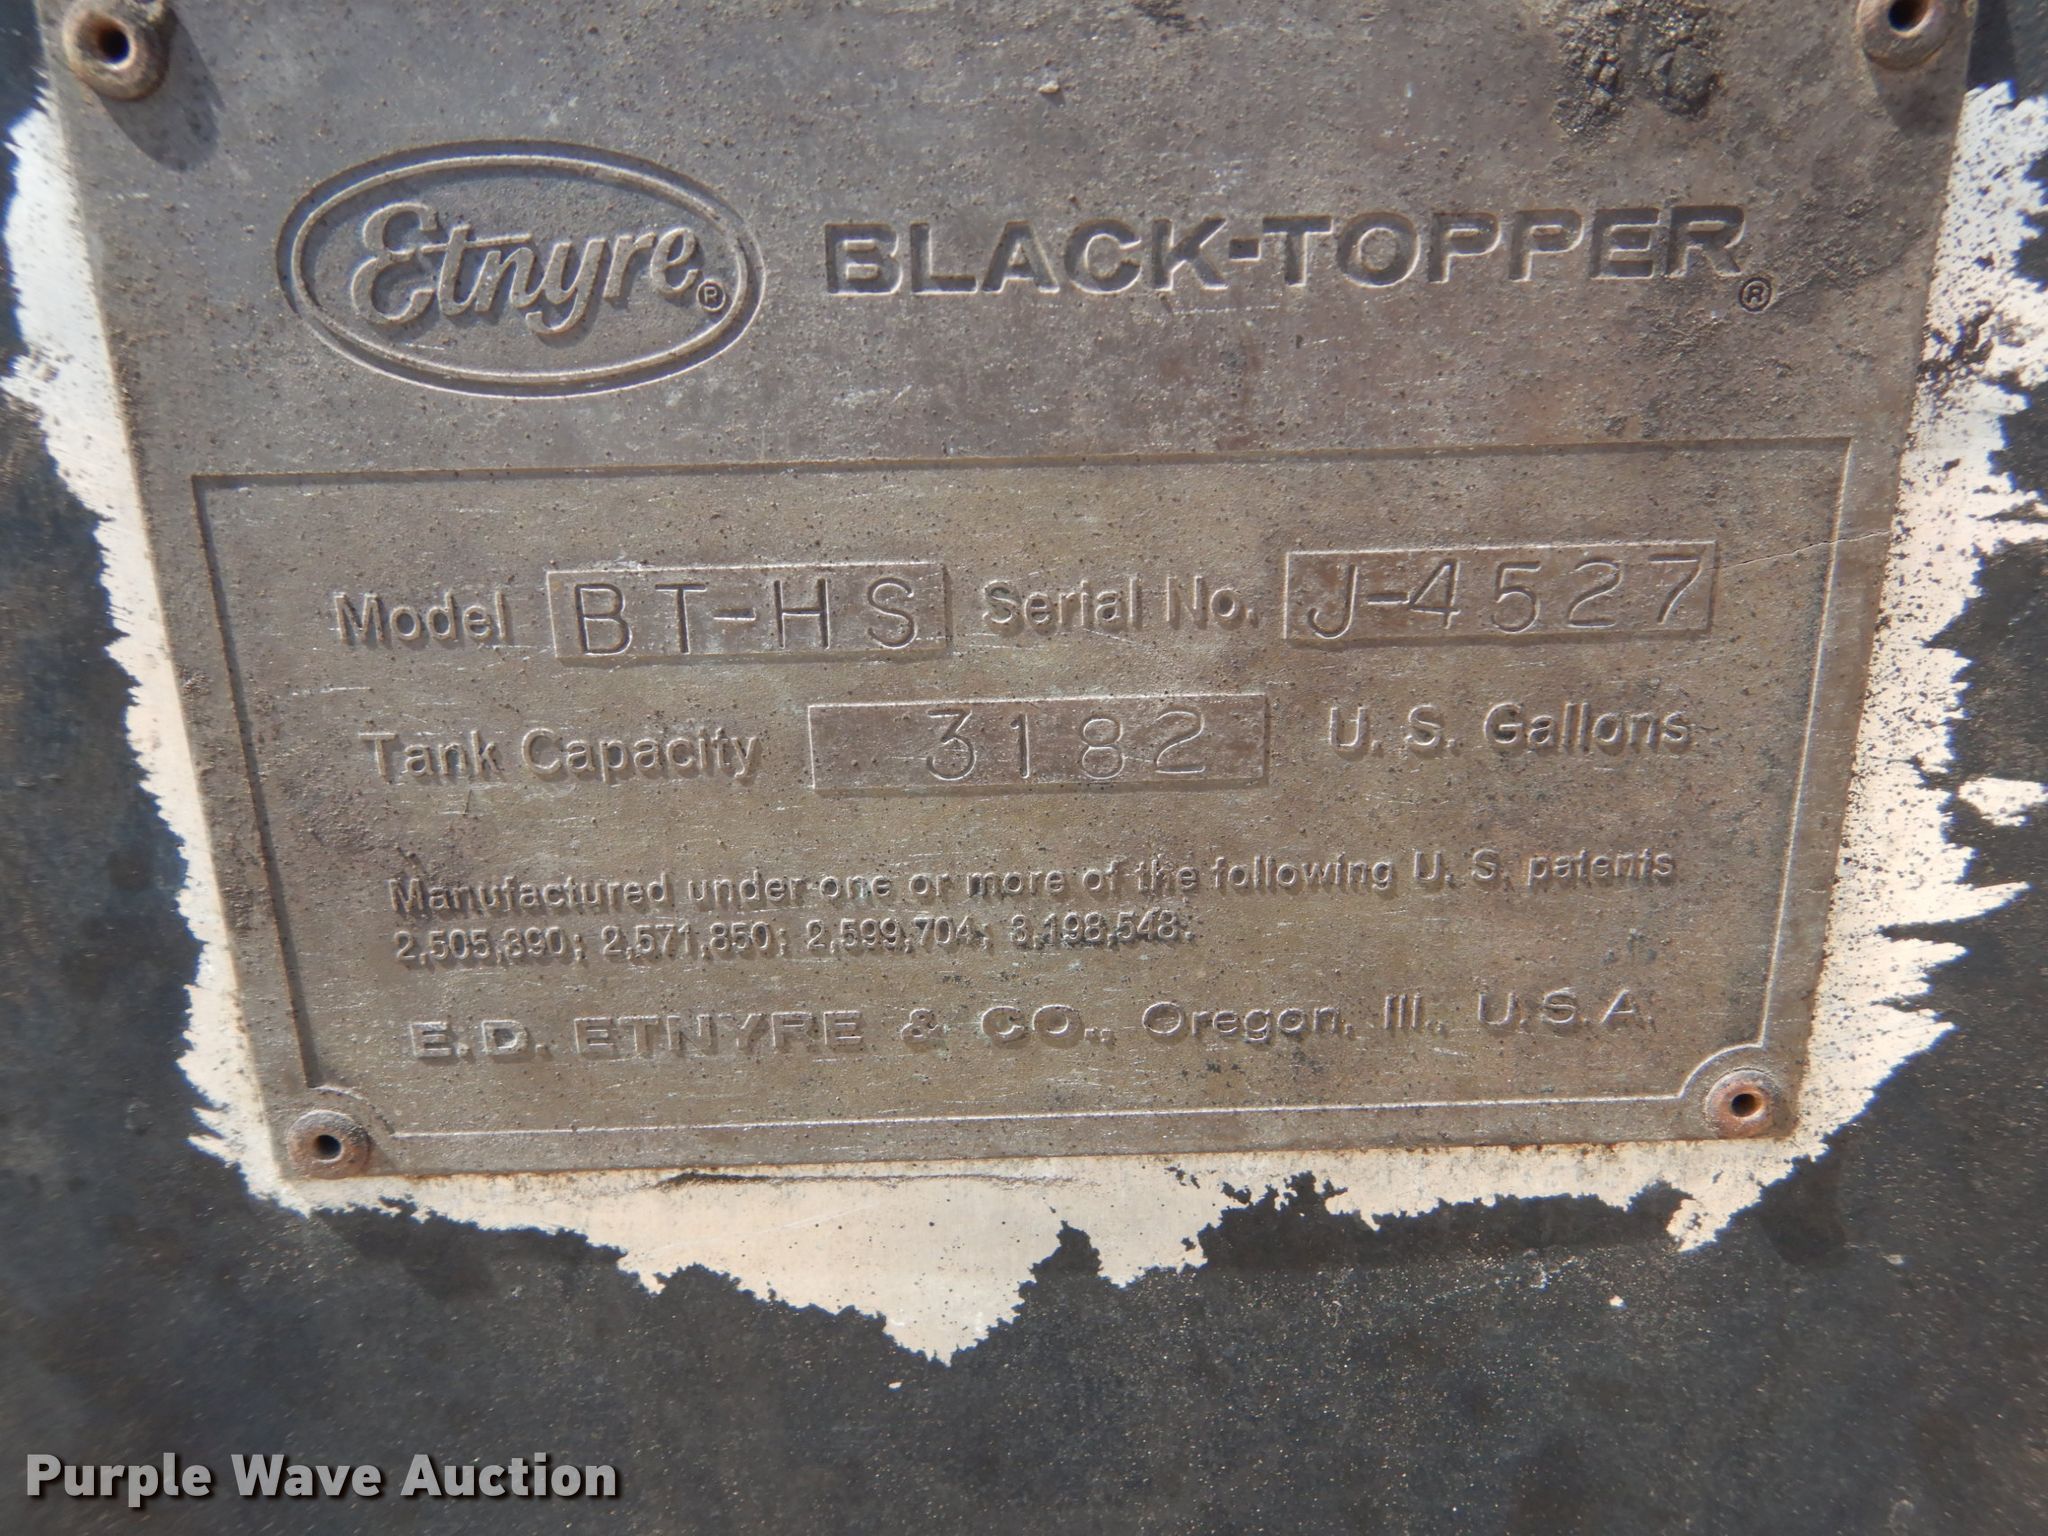 Etnyre® BLACK-TOPPER®
Model BT-HS Serial No. J-4527
Tank Capacity 3182 U. S. Gallons
Manufactured under one or more of the following U. S. patents
2,505,390; 2,571,850; 2,599,704; 3,198,548;
E.D. ETNYRE & CO., Oregon, Ill., U.S.A.
Purple Wave Auction